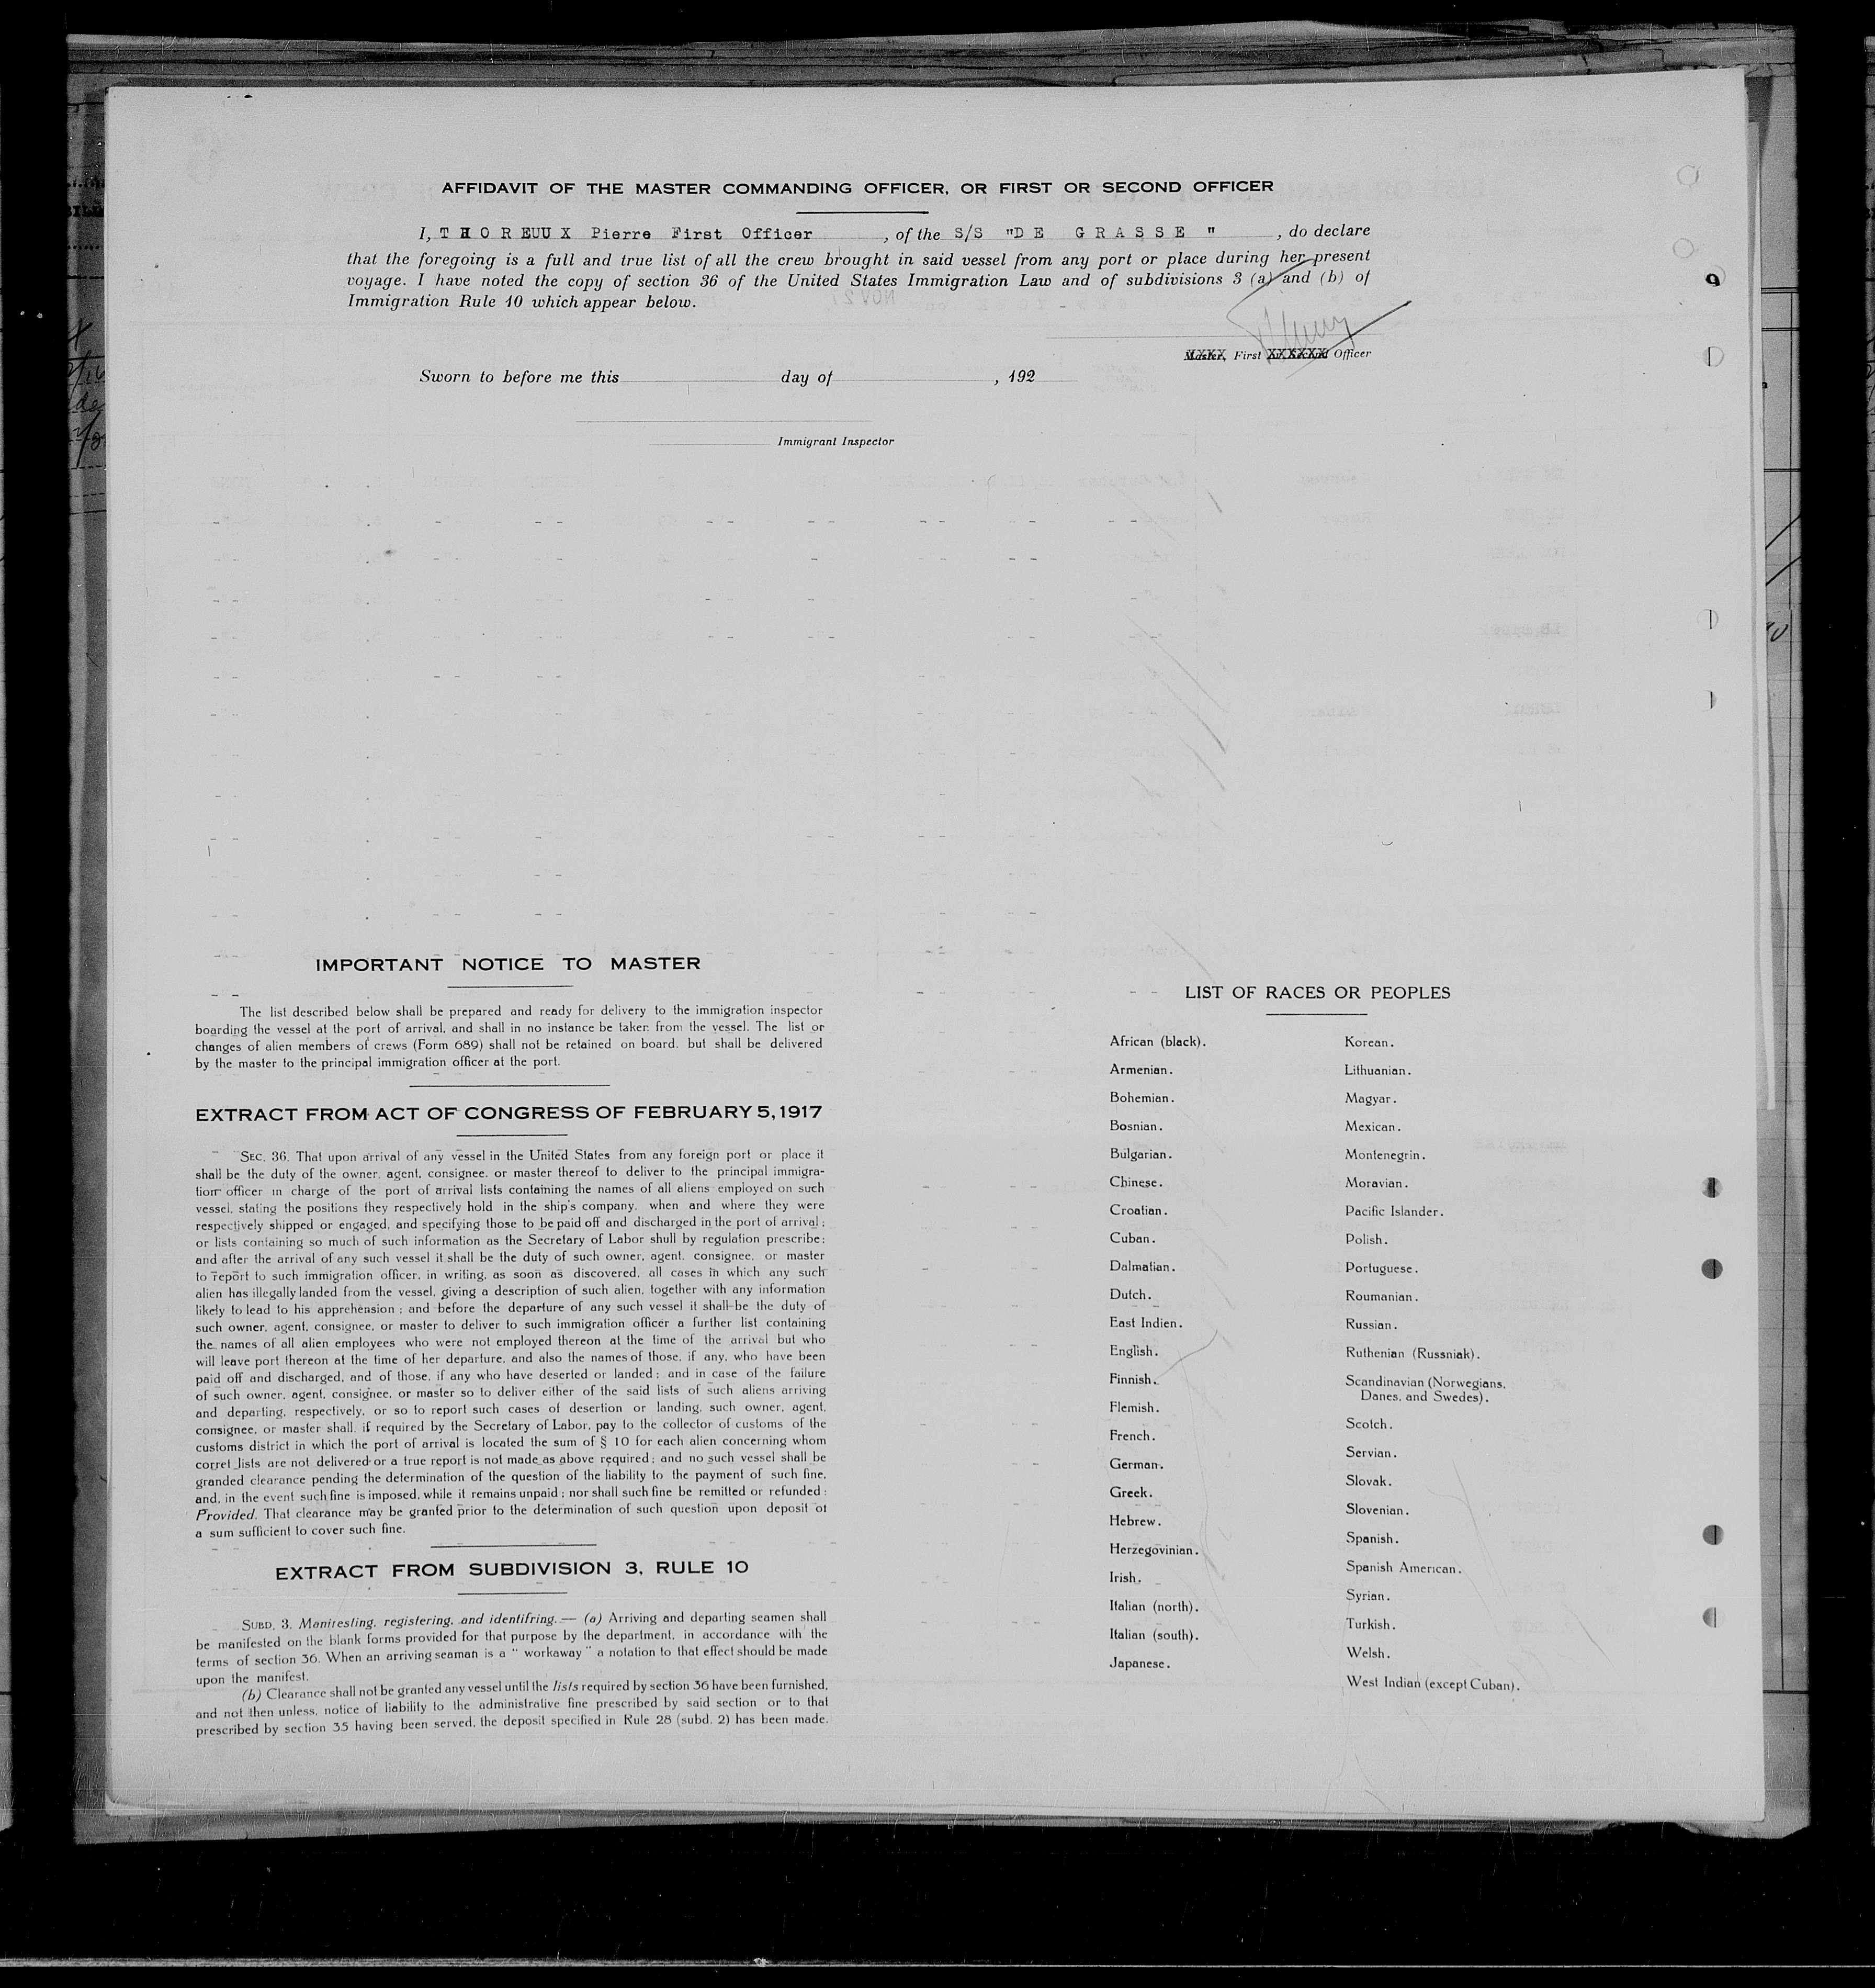 AFFIDAVIT OF THE MASTER COMMANDING OFFICER, OR FIRST OR SECOND OFFICER
I, T H O R E U U X Pierre First Officer , of the S/S "D E G R A S S E " , do declare
that the foregoing is a full and true list of all the crew brought in said vessel from any port or place during her present
voyage. I have noted the copy of section 36 of the United States Immigration Law and of subdivisions 3 (a) and (b) of
Immigration Rule 10 which appear below.
Master, First or Second Officer
Sworn to before me this day of , 192
Immigrant Inspector
IMPORTANT NOTICE TO MASTER
The list described below shall be prepared and ready for delivery to the immigration inspector
boarding the vessel at the port of arrival, and shall in no instance be taken from the vessel. The list or
changes of alien members of crews (Form 689) shall not be retained on board. but shall be delivered
by the master to the principal immigration officer at the port.
EXTRACT FROM ACT OF CONGRESS OF FEBRUARY 5, 1917
SEC. 36. That upon arrival of any vessel in the United States from any foreign port or place it
shall be the duty of the owner, agent, consignee. or master thereof to deliver to the principal immigra-
tion officer in charge of the port of arrival lists containing the names of all aliens employed on such
vessel, stating the positions they respectively hold in the ship's company. when and where they were
respectively shipped or engaged, and specifying those to be paid off and discharged in the port of arrival ;
or lists containing so much of such information as the Secretary of Labor shull by regulation prescribe ;
and after the arrival of any such vessel it shall be the duty of such owner, agent, consignee, or master
to report to such immigration officer, in writing, as soon as discovered, all cases in which any such
alien has illegally landed from the vessel, giving a description of such alien, together with any information
likely to lead to his apprehension ; and before the departure of any such vessel it shall be the duty of
such owner, agent, consignee, or master to deliver to such immigration officer a further list containing
the names of all alien employees who were not employed thereon at the time of the arrival but who
will leave port thereon at the time of her departure, and also the names of those, if any, who have been
paid off and discharged, and of those, if any who have deserted or landed ; and in case of the failure
of such owner, agent, consignee, or master so to deliver either of the said lists of such aliens arriving
and departing, respectively, or so to report such cases of desertion or landing, such owner, agent,
consignee, or master shall, if required by the Secretary of Labor, pay to the collector of customs of the
customs district in which the port of arrival is located the sum of § 10 for each alien concerning whom
corret lists are not delivered or a true report is not made as above required ; and no such vessel shall be
granded clearance pending the determination of the question of the liability to the payment of such fine,
and, in the event such fine is imposed, while it remains unpaid ; nor shall such fine be remitted or refunded :
Provided. That clearance may be granted prior to the determination of such question upon deposit of
a sum sufficient to cover such fine.
EXTRACT FROM SUBDIVISION 3, RULE 10
SUBD. 3. Manifesting, registering, and identifring. — (a) Arriving and departing seamen shall
be manifested on the blank forms provided for that purpose by the department, in accordance with the
terms of section 36. When an arriving seaman is a " workaway " a notation to that effect should be made
upon the manifest.
(b) Clearance shall not be granted any vessel until the lists required by section 36 have been furnished,
and not then unless, notice of liability to the administrative fine prescribed by said section or to that
prescribed by section 35 having been served, the deposit specified in Rule 28 (subd. 2) has been made.
LIST OF RACES OR PEOPLES
African (black).
Armenian.
Bohemian.
Bosnian.
Bulgarian.
Chinese.
Croatian.
Cuban.
Dalmatian.
Dutch.
East Indien.
English.
Finnish.
Flemish.
French.
German.
Greek.
Hebrew.
Herzegovinian.
Irish.
Italian (north).
Italian (south).
Japanese.
Korean.
Lithuanian.
Magyar.
Mexican.
Montenegrin.
Moravian.
Pacific Islander.
Polish.
Portuguese.
Roumanian.
Russian.
Ruthenian (Russniak).
Scandinavian (Norwegians,
Danes, and Swedes).
Scotch.
Servian.
Slovak.
Slovenian.
Spanish.
Spanish American.
Syrian.
Turkish.
Welsh.
West Indian (except Cuban).